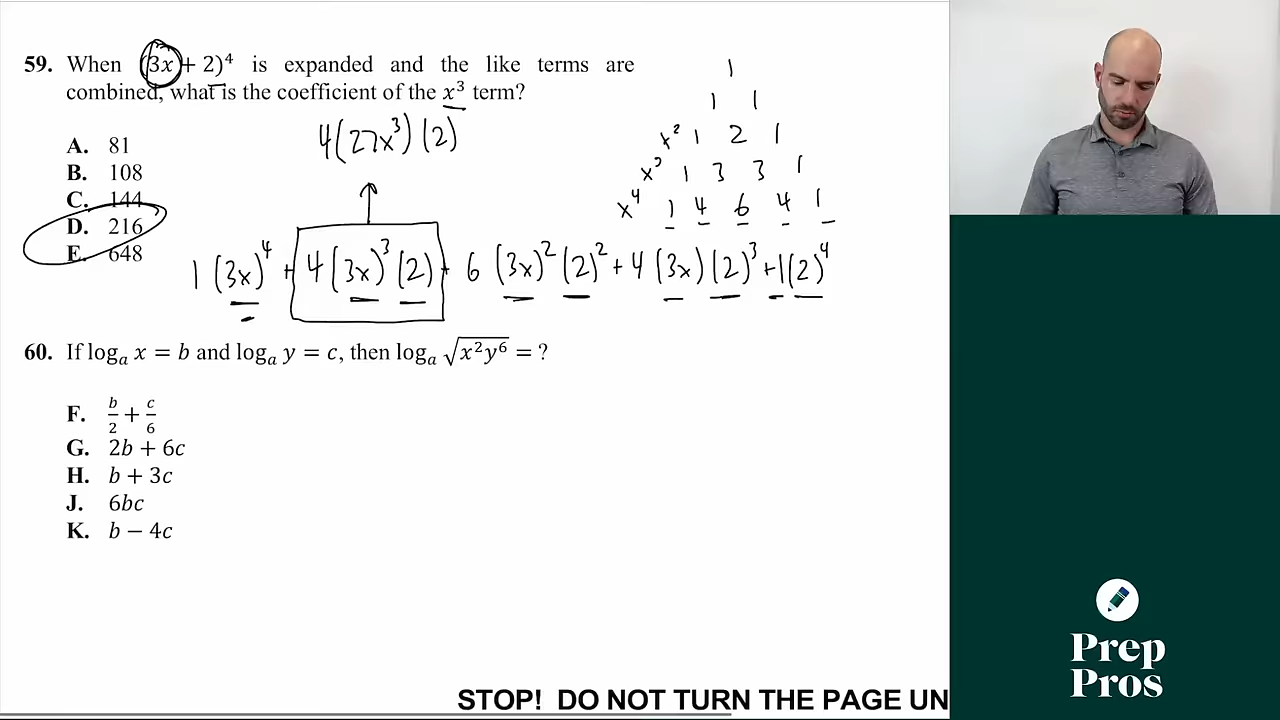 59. When (3x + 2)⁴ is expanded and the like terms are
combined, what is the coefficient of the x³ term?
A. 81
B. 108
C. 144
D. 216
E. 648
4(27x³)(2)
1
1 1
x² 1 2 1
x³ 1 3 3 1
x⁴ 1 4 6 4 1
1(3x)⁴ + 4(3x)³(2) + 6(3x)²(2)² + 4(3x)(2)³ + 1(2)⁴
60. If logₐ x = b and logₐ y = c, then logₐ √(x²y⁶) = ?
F. b/2 + c/6
G. 2b + 6c
H. b + 3c
J. 6bc
K. b − 4c
STOP! DO NOT TURN THE PAGE UN
Prep
Pros